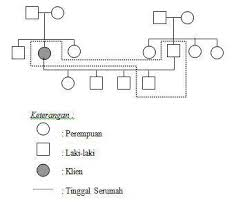 Keterangan :
: Perempuan
: Laki-laki
: Klien
: Tinggal Serumah